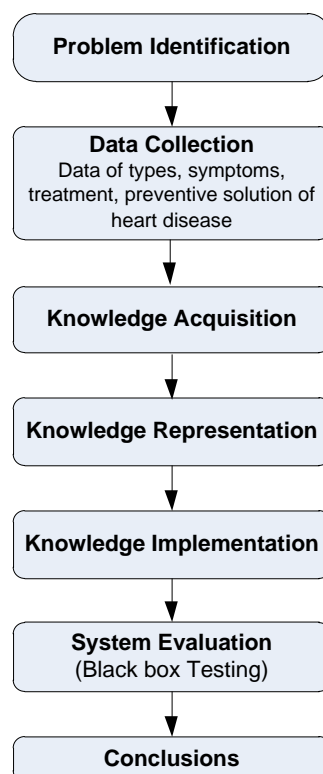 Problem Identification
Data Collection
Data of types, symptoms,
treatment, preventive solution of
heart disease
Knowledge Acquisition
Knowledge Representation
Knowledge Implementation
System Evaluation
(Black box Testing)
Conclusions